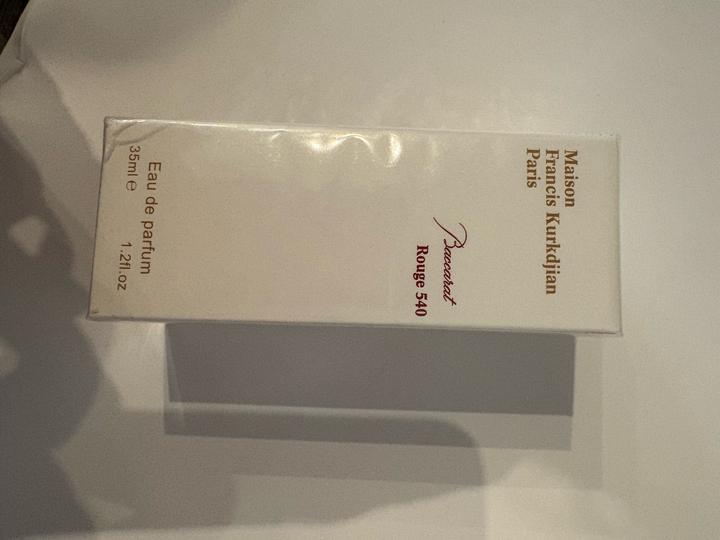 Maison
Francis Kurkdjian
Paris
Baccarat
Rouge 540
Eau de parfum
35ml ℮ 1.2fl.oz